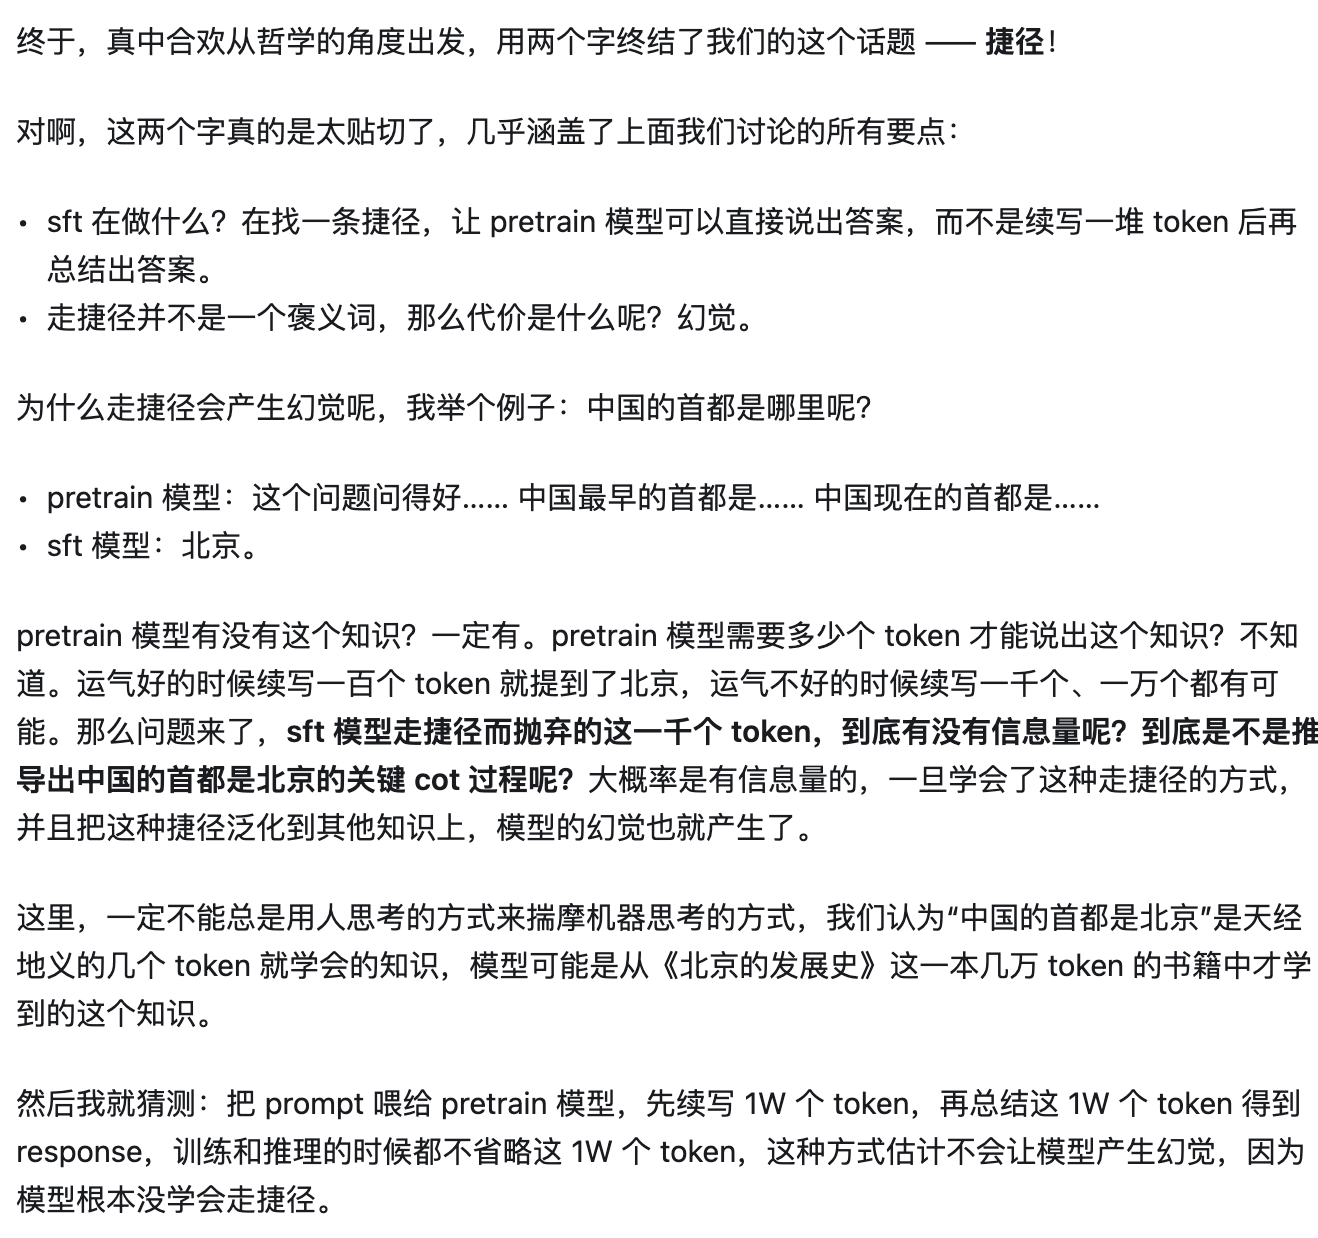 终于，真中合欢从哲学的角度出发，用两个字终结了我们的这个话题 —— 捷径！
对啊，这两个字真的是太贴切了，几乎涵盖了上面我们讨论的所有要点：
• sft 在做什么？在找一条捷径，让 pretrain 模型可以直接说出答案，而不是续写一堆 token 后再
总结出答案。
• 走捷径并不是一个褒义词，那么代价是什么呢？幻觉。
为什么走捷径会产生幻觉呢，我举个例子：中国的首都是哪里呢？
• pretrain 模型：这个问题问得好…… 中国最早的首都是…… 中国现在的首都是……
• sft 模型：北京。
pretrain 模型有没有这个知识？一定有。pretrain 模型需要多少个 token 才能说出这个知识？不知
道。运气好的时候续写一百个 token 就提到了北京，运气不好的时候续写一千个、一万个都有可
能。那么问题来了，sft 模型走捷径而抛弃的这一千个 token，到底有没有信息量呢？到底是不是推
导出中国的首都是北京的关键 cot 过程呢？大概率是有信息量的，一旦学会了这种走捷径的方式，
并且把这种捷径泛化到其他知识上，模型的幻觉也就产生了。
这里，一定不能总是用人思考的方式来揣摩机器思考的方式，我们认为“中国的首都是北京”是天经
地义的几个 token 就学会的知识，模型可能是从《北京的发展史》这一本几万 token 的书籍中才学
到的这个知识。
然后我就猜测：把 prompt 喂给 pretrain 模型，先续写 1W 个 token，再总结这 1W 个 token 得到
response，训练和推理的时候都不省略这 1W 个 token，这种方式估计不会让模型产生幻觉，因为
模型根本没学会走捷径。